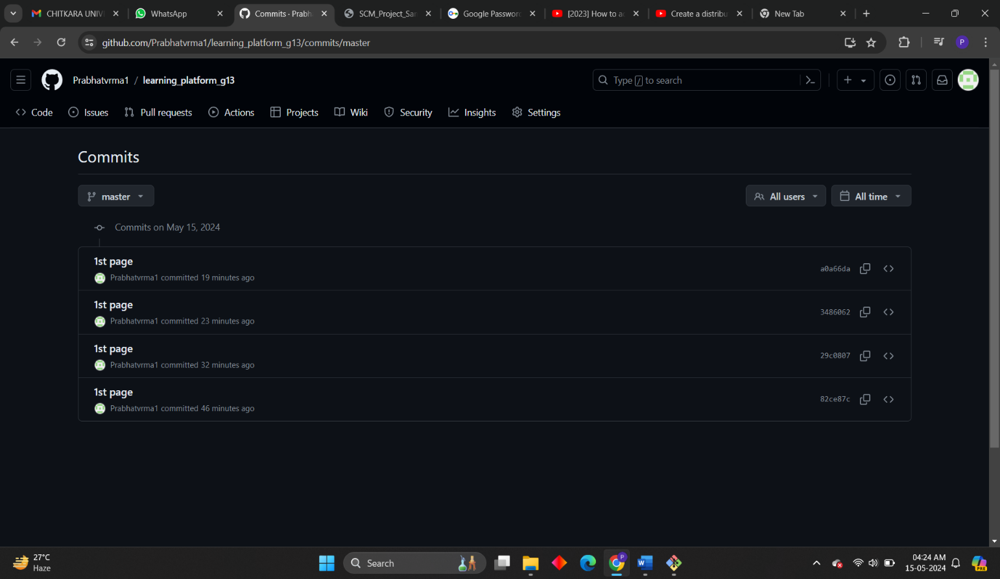 CHITKARA UNIV
WhatsApp
Commits · Prabh
SCM_Project_Sar
Google Password
[2023] How to ac
Create a distribu
New Tab
github.com/Prabhatvrma1/learning_platform_g13/commits/master
P
Prabhatvrma1 / learning_platform_g13
Type / to search
Code Issues Pull requests Actions Projects Wiki Security Insights Settings
Commits
master
All users All time
Commits on May 15, 2024
1st page
Prabhatvrma1 committed 19 minutes ago
a0a66da
1st page
Prabhatvrma1 committed 23 minutes ago
3486062
1st page
Prabhatvrma1 committed 32 minutes ago
29c0807
1st page
Prabhatvrma1 committed 46 minutes ago
82ce87c
27°C
Haze
Search
P
W
04:24 AM
15-05-2024
PRE